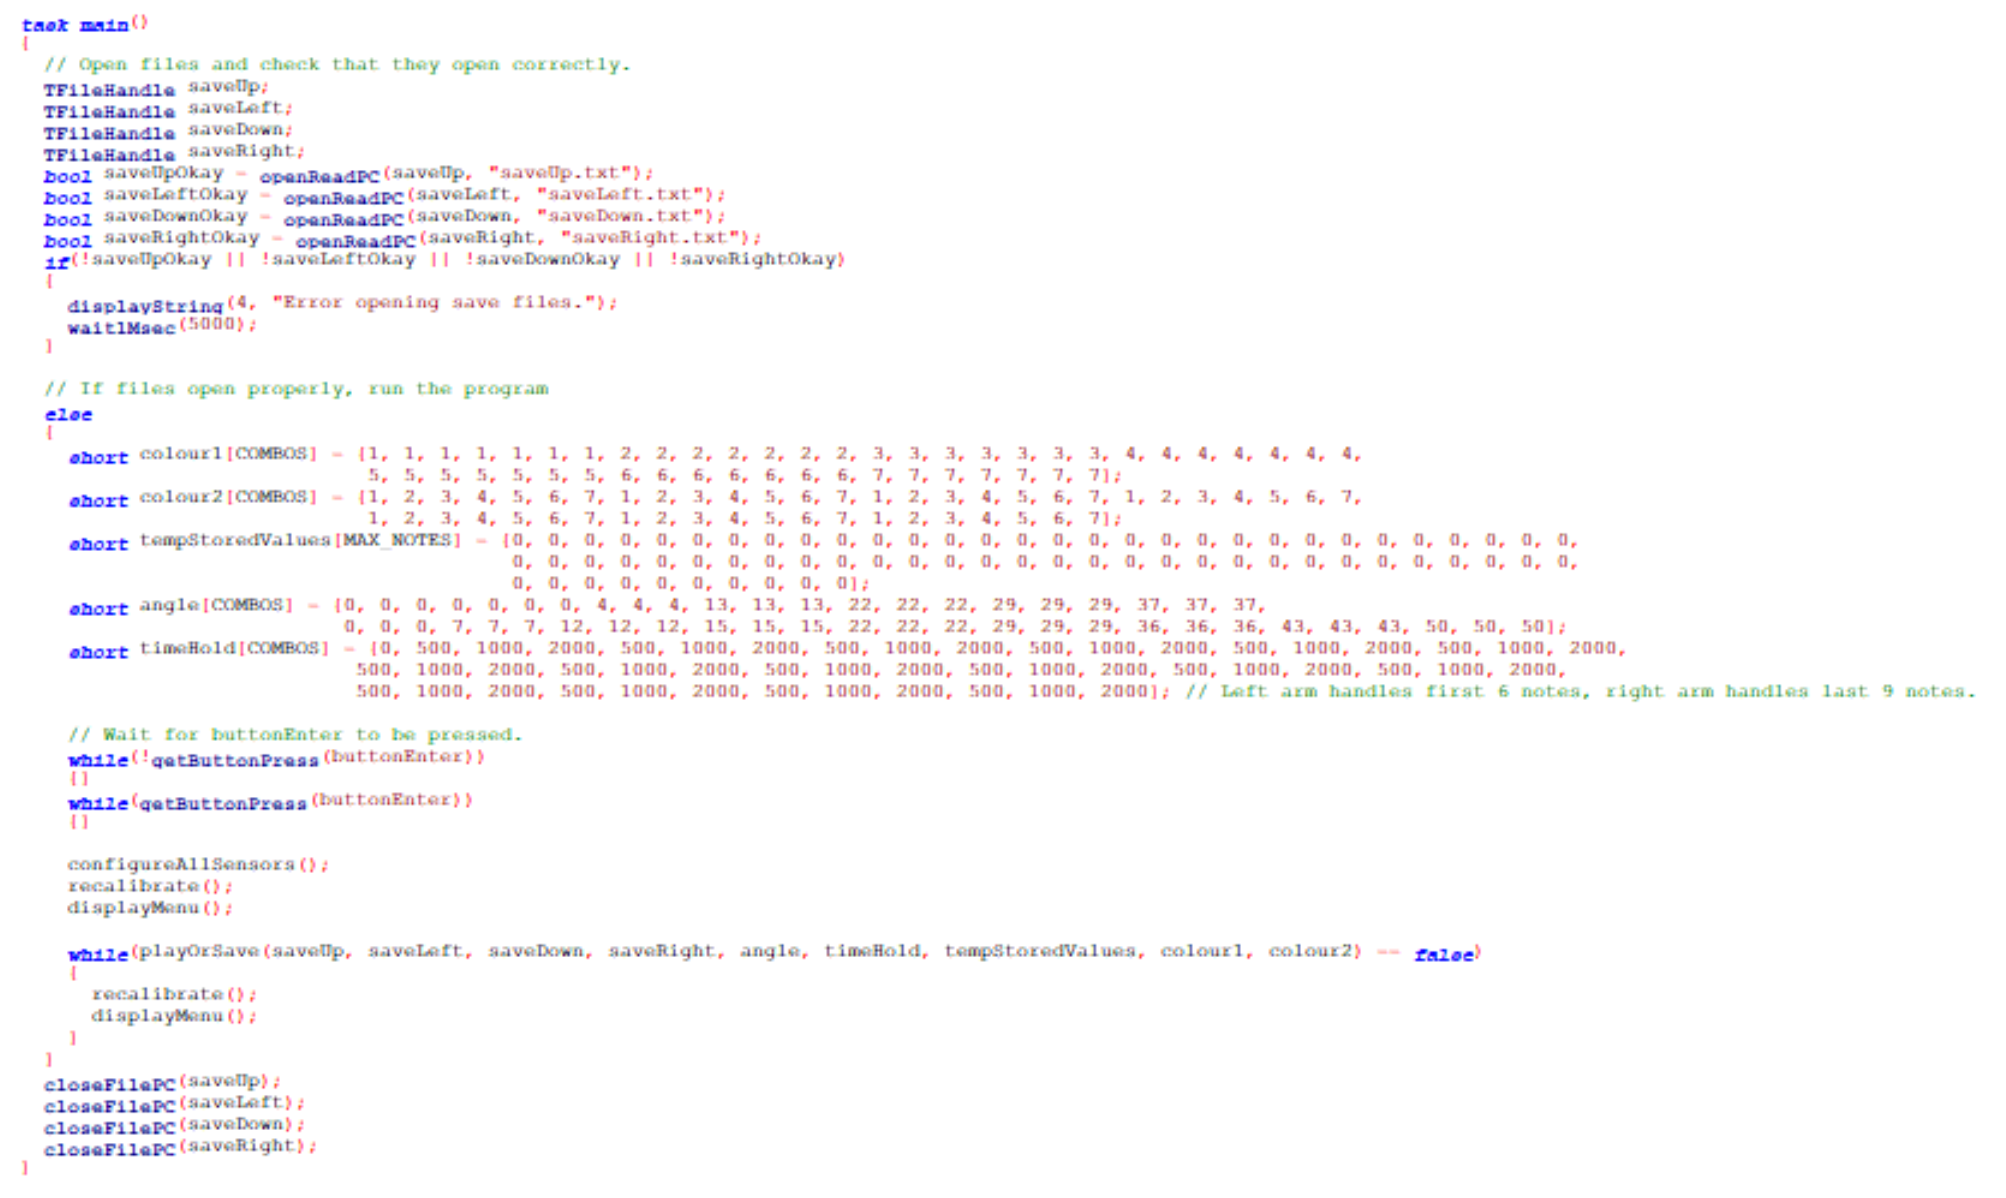 task main()
{
// Open files and check that they open correctly.
TFileHandle saveUp;
TFileHandle saveLeft;
TFileHandle saveDown;
TFileHandle saveRight;
bool saveUpOkay = openReadPC(saveUp, "saveUp.txt");
bool saveLeftOkay = openReadPC(saveLeft, "saveLeft.txt");
bool saveDownOkay = openReadPC(saveDown, "saveDown.txt");
bool saveRightOkay = openReadPC(saveRight, "saveRight.txt");
if(!saveUpOkay || !saveLeftOkay || !saveDownOkay || !saveRightOkay)
{
displayString(4, "Error opening save files.");
wait1Msec(5000);
}
// If files open properly, run the program
else
{
short colour1[COMBOS] = {1, 1, 1, 1, 1, 1, 1, 2, 2, 2, 2, 2, 2, 2, 3, 3, 3, 3, 3, 3, 3, 4, 4, 4, 4, 4, 4, 4,
5, 5, 5, 5, 5, 5, 5, 6, 6, 6, 6, 6, 6, 6, 7, 7, 7, 7, 7, 7, 7};
short colour2[COMBOS] = {1, 2, 3, 4, 5, 6, 7, 1, 2, 3, 4, 5, 6, 7, 1, 2, 3, 4, 5, 6, 7, 1, 2, 3, 4, 5, 6, 7,
1, 2, 3, 4, 5, 6, 7, 1, 2, 3, 4, 5, 6, 7, 1, 2, 3, 4, 5, 6, 7};
short tempStoredValues[MAX_NOTES] = {0, 0, 0, 0, 0, 0, 0, 0, 0, 0, 0, 0, 0, 0, 0, 0, 0, 0, 0, 0, 0, 0, 0, 0, 0, 0, 0, 0, 0, 0,
0, 0, 0, 0, 0, 0, 0, 0, 0, 0, 0, 0, 0, 0, 0, 0, 0, 0, 0, 0, 0, 0, 0, 0, 0, 0, 0, 0, 0, 0,
0, 0, 0, 0, 0, 0, 0, 0, 0, 0};
short angle[COMBOS] = {0, 0, 0, 0, 0, 0, 0, 4, 4, 4, 13, 13, 13, 22, 22, 22, 29, 29, 29, 37, 37, 37,
0, 0, 0, 7, 7, 7, 12, 12, 12, 15, 15, 15, 22, 22, 22, 29, 29, 29, 36, 36, 36, 43, 43, 43, 50, 50, 50};
short timeHold[COMBOS] = {0, 500, 1000, 2000, 500, 1000, 2000, 500, 1000, 2000, 500, 1000, 2000, 500, 1000, 2000, 500, 1000, 2000,
500, 1000, 2000, 500, 1000, 2000, 500, 1000, 2000, 500, 1000, 2000, 500, 1000, 2000, 500, 1000, 2000,
500, 1000, 2000, 500, 1000, 2000, 500, 1000, 2000, 500, 1000, 2000}; // Left arm handles first 6 notes, right arm handles last 9 notes.
// Wait for buttonEnter to be pressed.
while(!getButtonPress(buttonEnter))
{}
while(getButtonPress(buttonEnter))
{}
configureAllSensors();
recalibrate();
displayMenu();
while(playOrSave(saveUp, saveLeft, saveDown, saveRight, angle, timeHold, tempStoredValues, colour1, colour2) == false)
{
recalibrate();
displayMenu();
}
}
closeFilePC(saveUp);
closeFilePC(saveLeft);
closeFilePC(saveDown);
closeFilePC(saveRight);
}